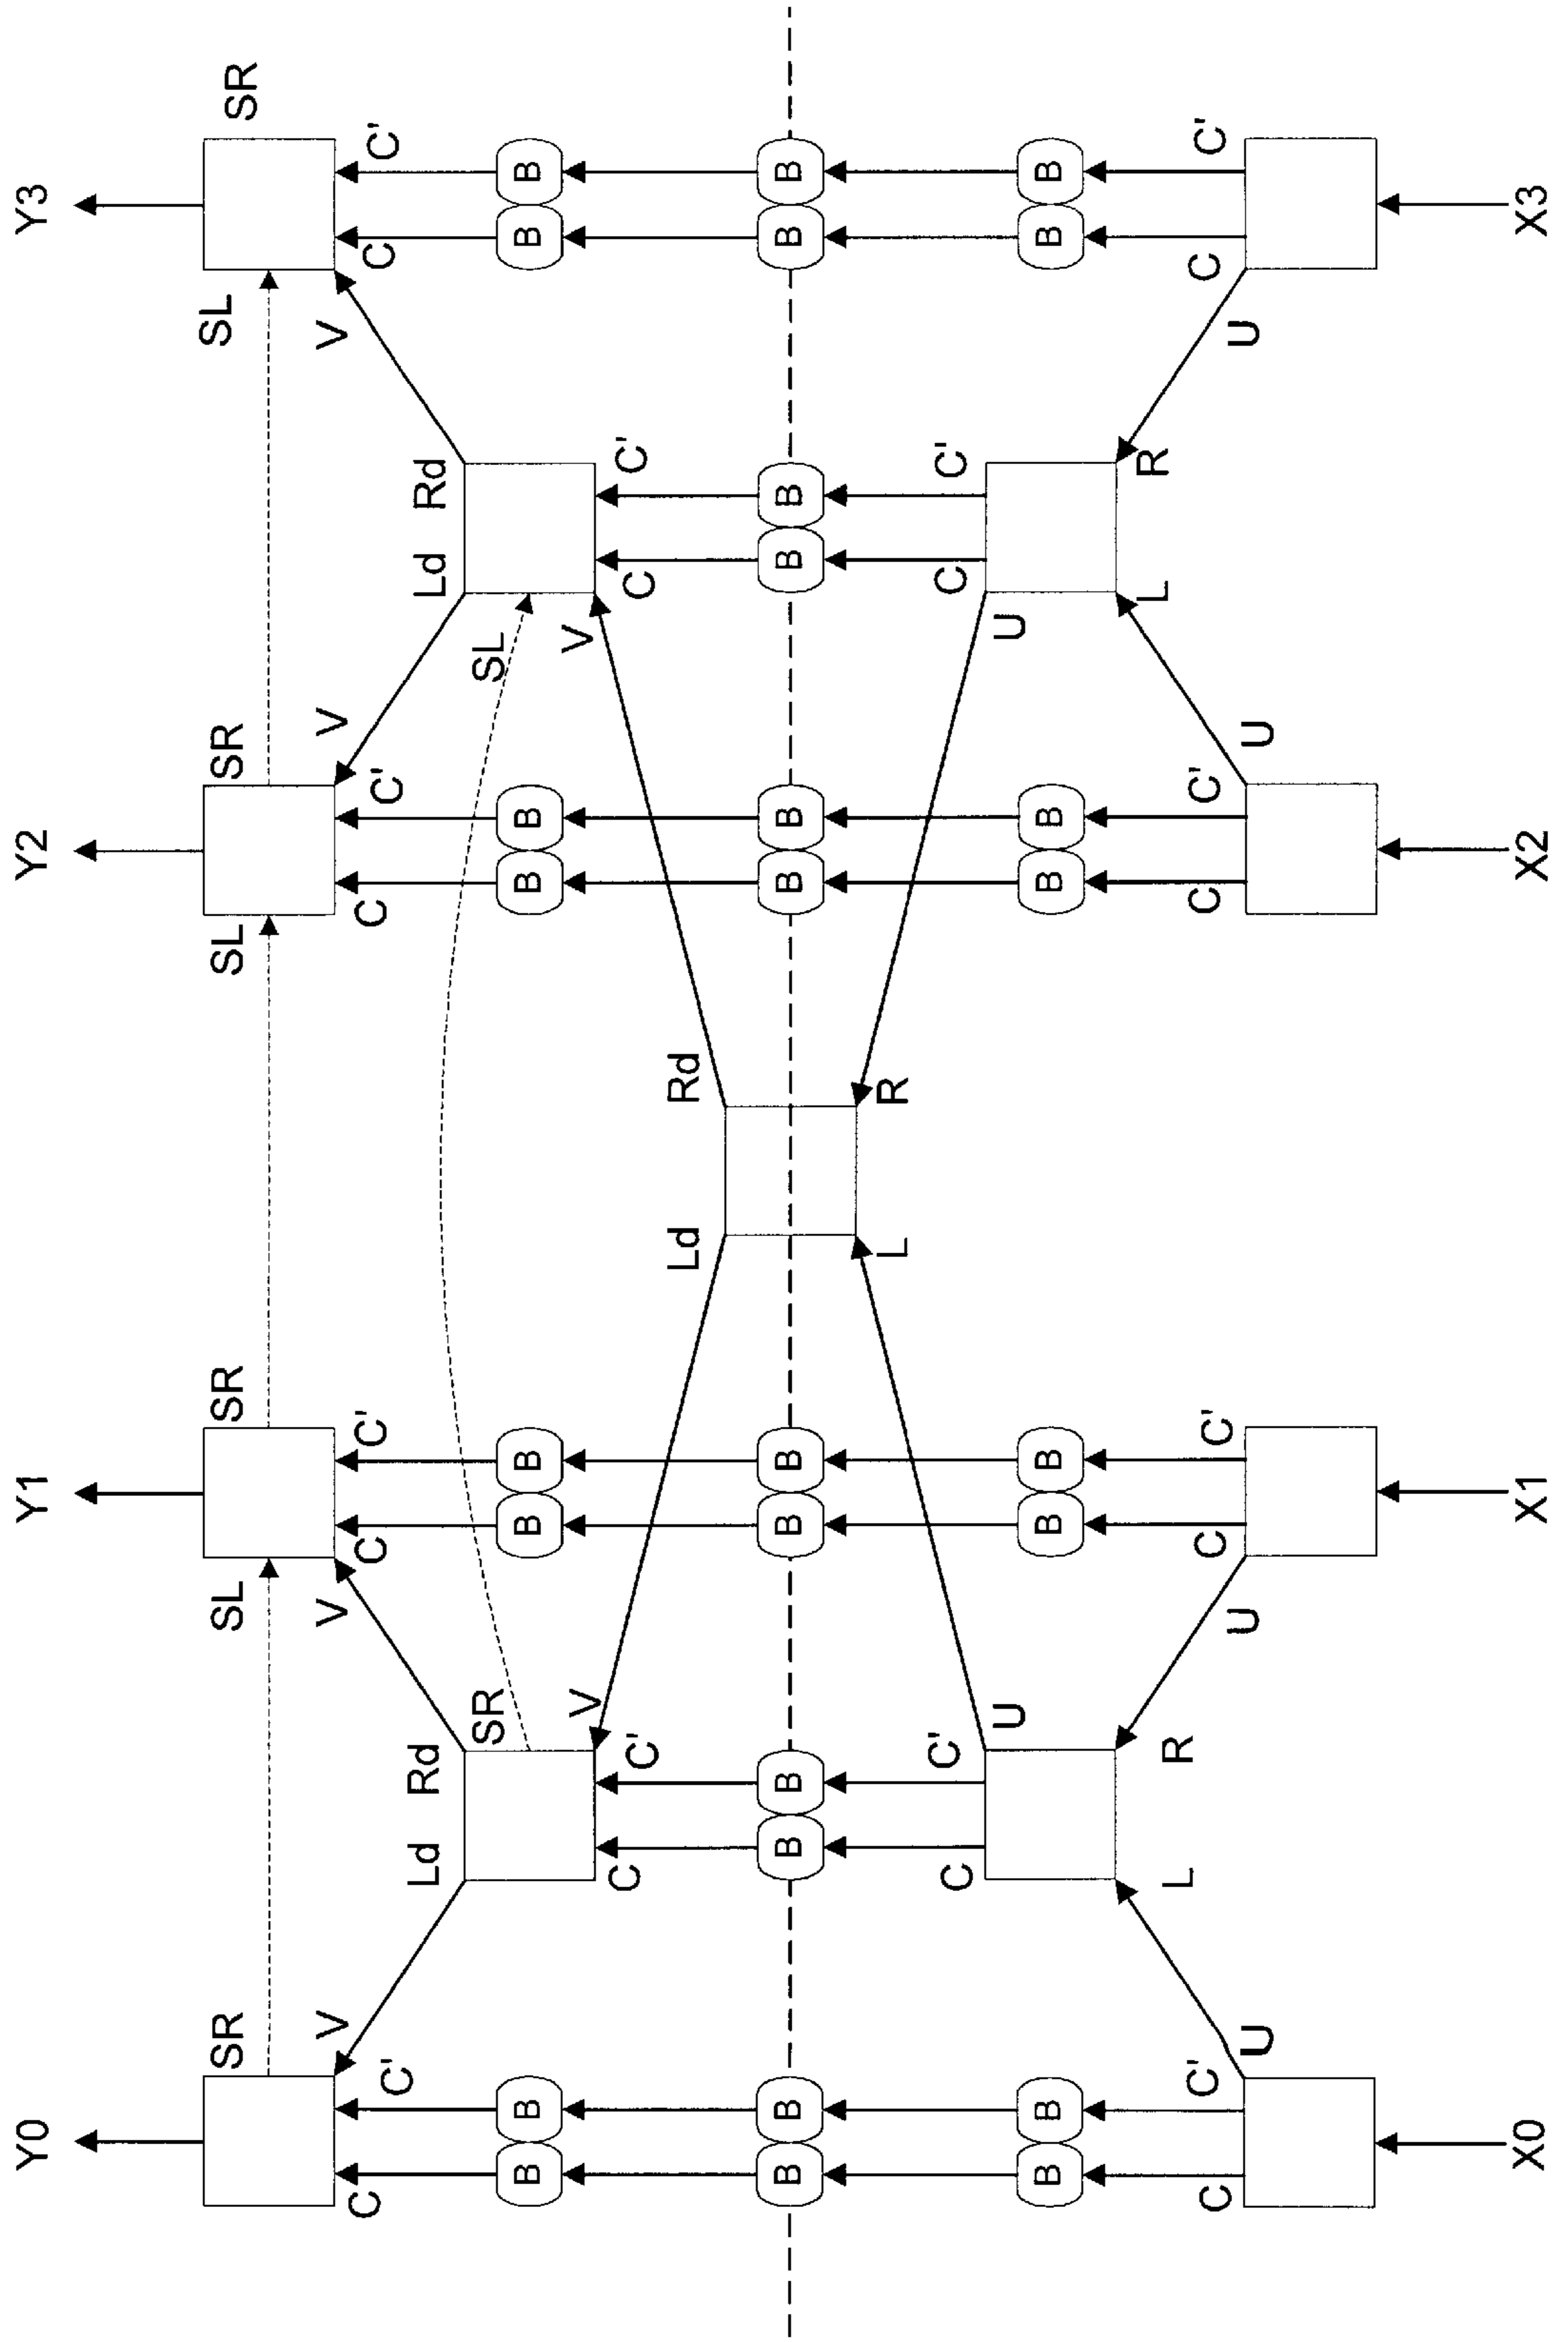 Y0 Y1 Y2 Y3
SR SL SR SL SR SL SR
V V V V
C C' C C' C C' C C'
Ld Rd Ld Rd
SR SL
B B B B B B B B
V V
C C' C C'
Ld Rd
B B B B B B B B B B B B
L R
C C' C C'
U U
B B B B B B B B
L R L R
C C' C C' C C' C C'
U U U U
X0 X1 X2 X3